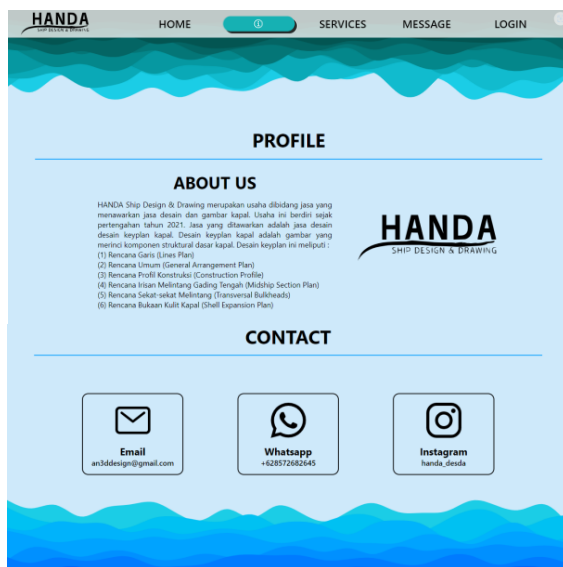 HANDA
SHIP DESIGN & DRAWING
HOME
SERVICES
MESSAGE
LOGIN
PROFILE
ABOUT US
HANDA Ship Design & Drawing merupakan usaha dibidang jasa yang
menawarkan jasa desain dan gambar kapal. Usaha ini berdiri sejak
pertengahan tahun 2021. Jasa yang ditawarkan adalah jasa desain
desain keyplan kapal. Desain keyplan kapal adalah gambar yang
merinci komponen struktural dasar kapal. Desain keyplan ini meliputi :
(1) Rencana Garis (Lines Plan)
(2) Rencana Umum (General Arrangement Plan)
(3) Rencana Profil Konstruksi (Construction Profile)
(4) Rencana Irisan Melintang Gading Tengah (Midship Section Plan)
(5) Rencana Sekat-sekat Melintang (Transversal Bulkheads)
(6) Rencana Bukaan Kulit Kapal (Shell Expansion Plan)
HANDA
SHIP DESIGN & DRAWING
CONTACT
Email
an3ddesign@gmail.com
Whatsapp
+628572682645
Instagram
handa_desda